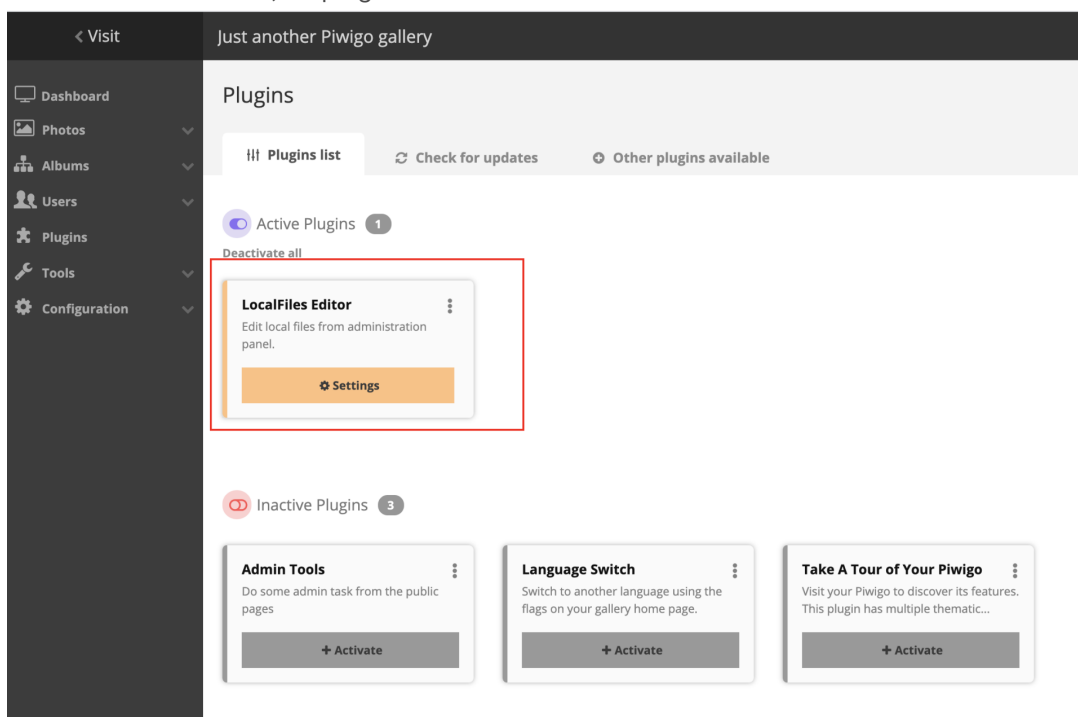 Visit
Just another Piwigo gallery
Dashboard
Photos
Albums
Users
Plugins
Tools
Configuration
Plugins
Plugins list
Check for updates
Other plugins available
Active Plugins 1
Deactivate all
LocalFiles Editor
Edit local files from administration
panel.
Settings
Inactive Plugins 3
Admin Tools
Do some admin task from the public
pages
+ Activate
Language Switch
Switch to another language using the
flags on your gallery home page.
+ Activate
Take A Tour of Your Piwigo
Visit your Piwigo to discover its features.
This plugin has multiple thematic...
+ Activate